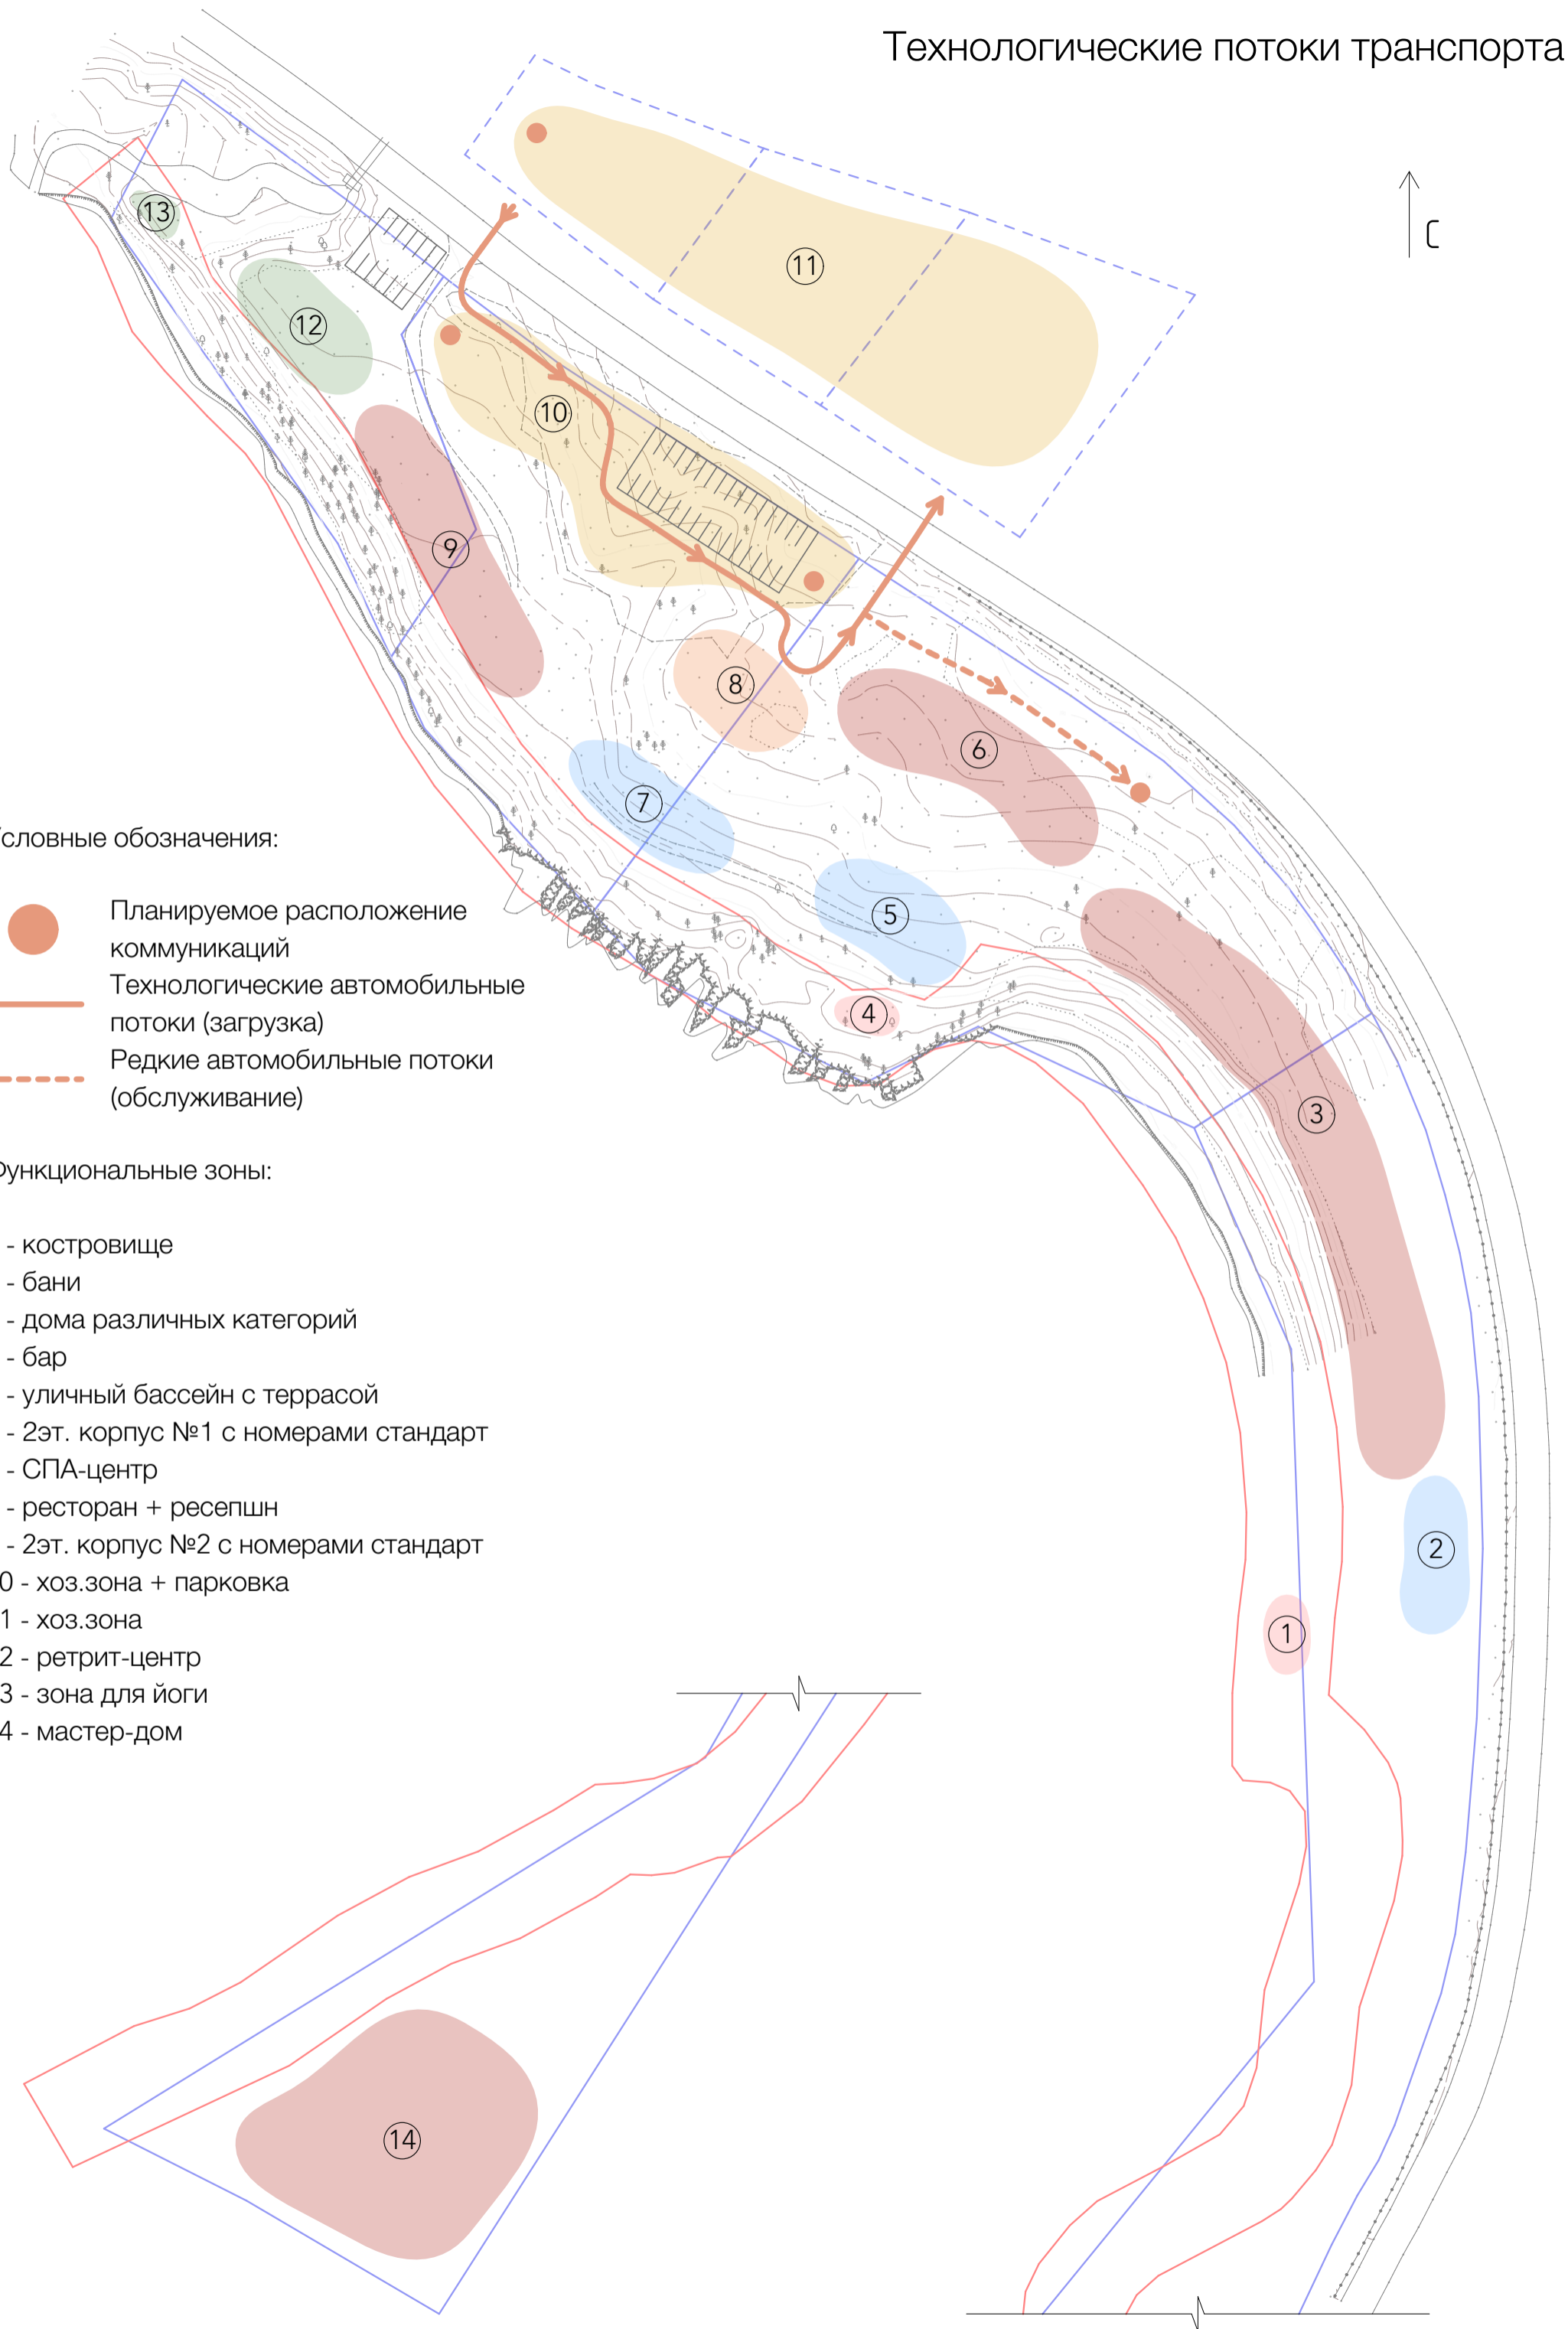 Технологические потоки транспорта
С
13
11
12
10
9
8
6
7
5
4
3
2
1
14
словные обозначения:
Планируемое расположение
коммуникаций
Технологические автомобильные
потоки (загрузка)
Редкие автомобильные потоки
(обслуживание)
Функциональные зоны:
- костровище
- бани
- дома различных категорий
- бар
- уличный бассейн с террасой
- 2эт. корпус №1 с номерами стандарт
- СПА-центр
- ресторан + ресепшн
- 2эт. корпус №2 с номерами стандарт
0 - хоз.зона + парковка
1 - хоз.зона
2 - ретрит-центр
3 - зона для йоги
4 - мастер-дом